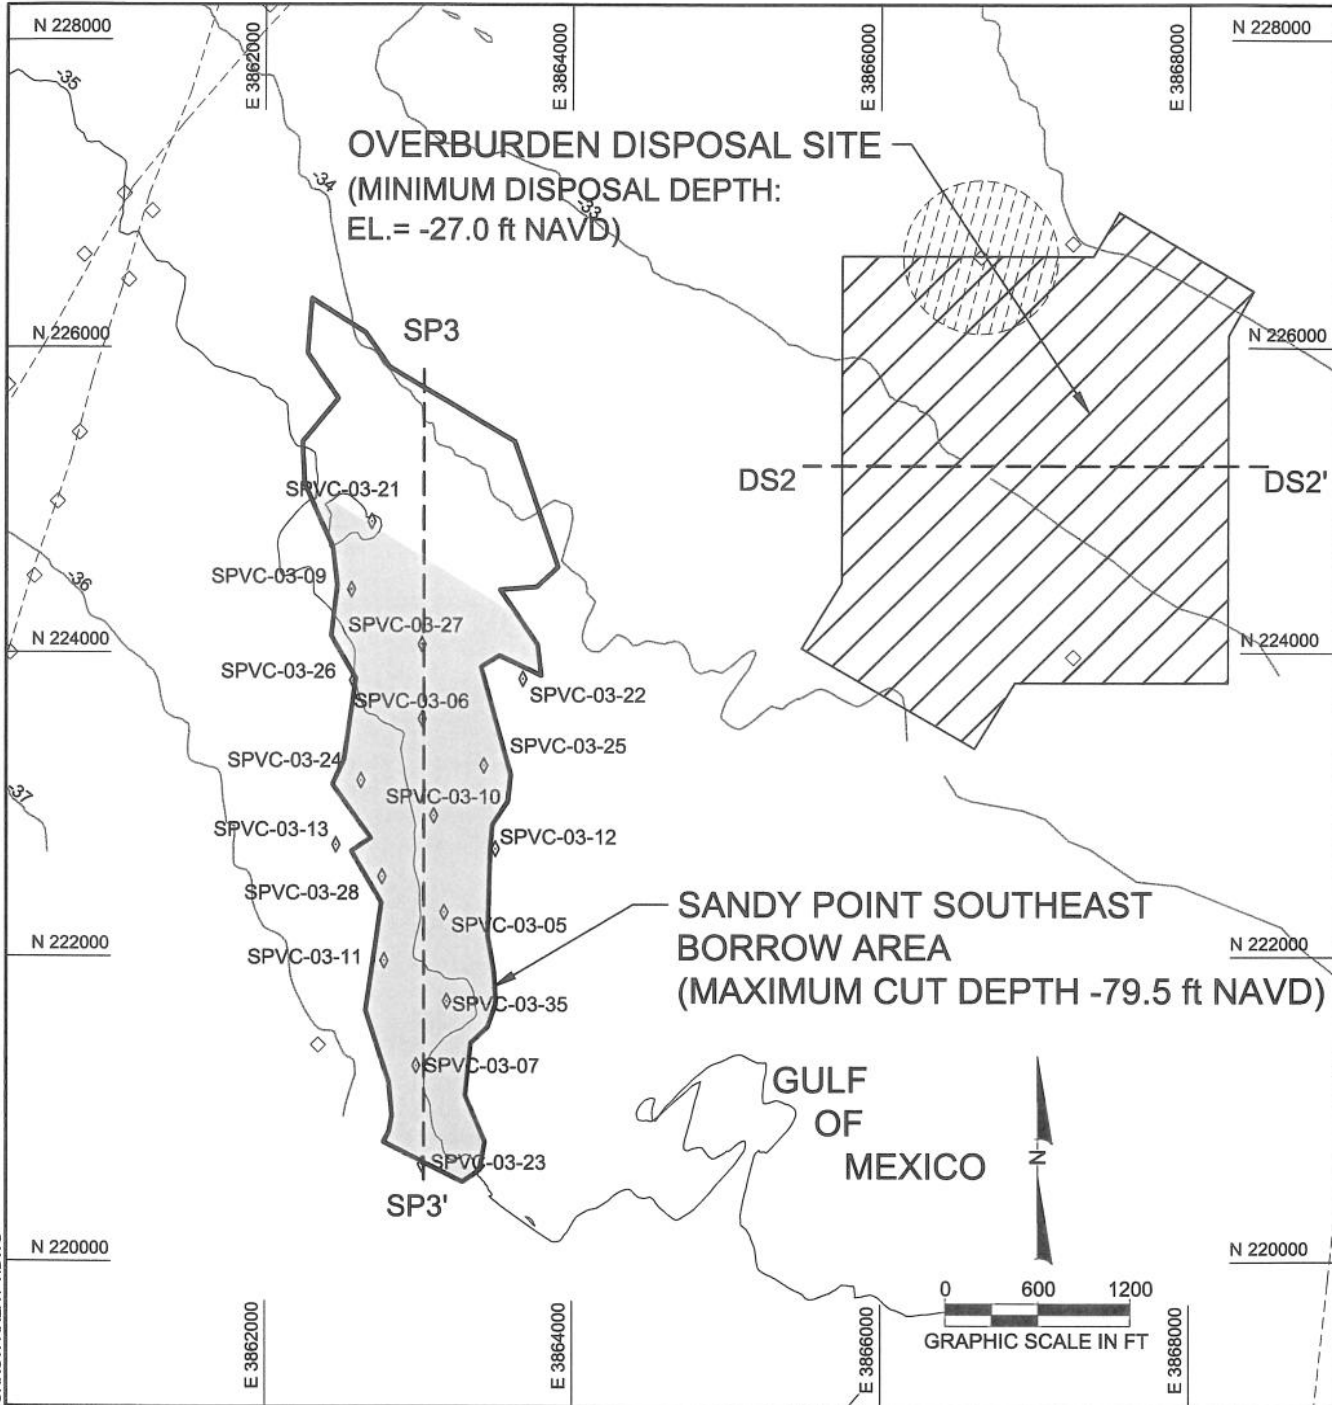 N 228000
E 3862000
E 3864000
E 3866000
E 3868000
N 228000
-35
OVERBURDEN DISPOSAL SITE
(MINIMUM DISPOSAL DEPTH:
EL.= -27.0 ft NAVD)
-34
-33
N 226000
SP3
N 226000
DS2
DS2'
SPVC-03-21
-36
SPVC-03-09
SPVC-03-27
N 224000
N 224000
SPVC-03-26
SPVC-03-06
SPVC-03-22
SPVC-03-25
SPVC-03-24
-37
SPVC-03-10
SPVC-03-13
SPVC-03-12
SPVC-03-28
SPVC-03-05
SANDY POINT SOUTHEAST
BORROW AREA
(MAXIMUM CUT DEPTH -79.5 ft NAVD)
N 222000
N 222000
SPVC-03-11
SPVC-03-35
SPVC-03-07
GULF
OF
MEXICO
N
SPVC-03-23
SP3'
N 220000
N 220000
0 600 1200
GRAPHIC SCALE IN FT
E 3862000
E 3864000
E 3866000
E 3868000